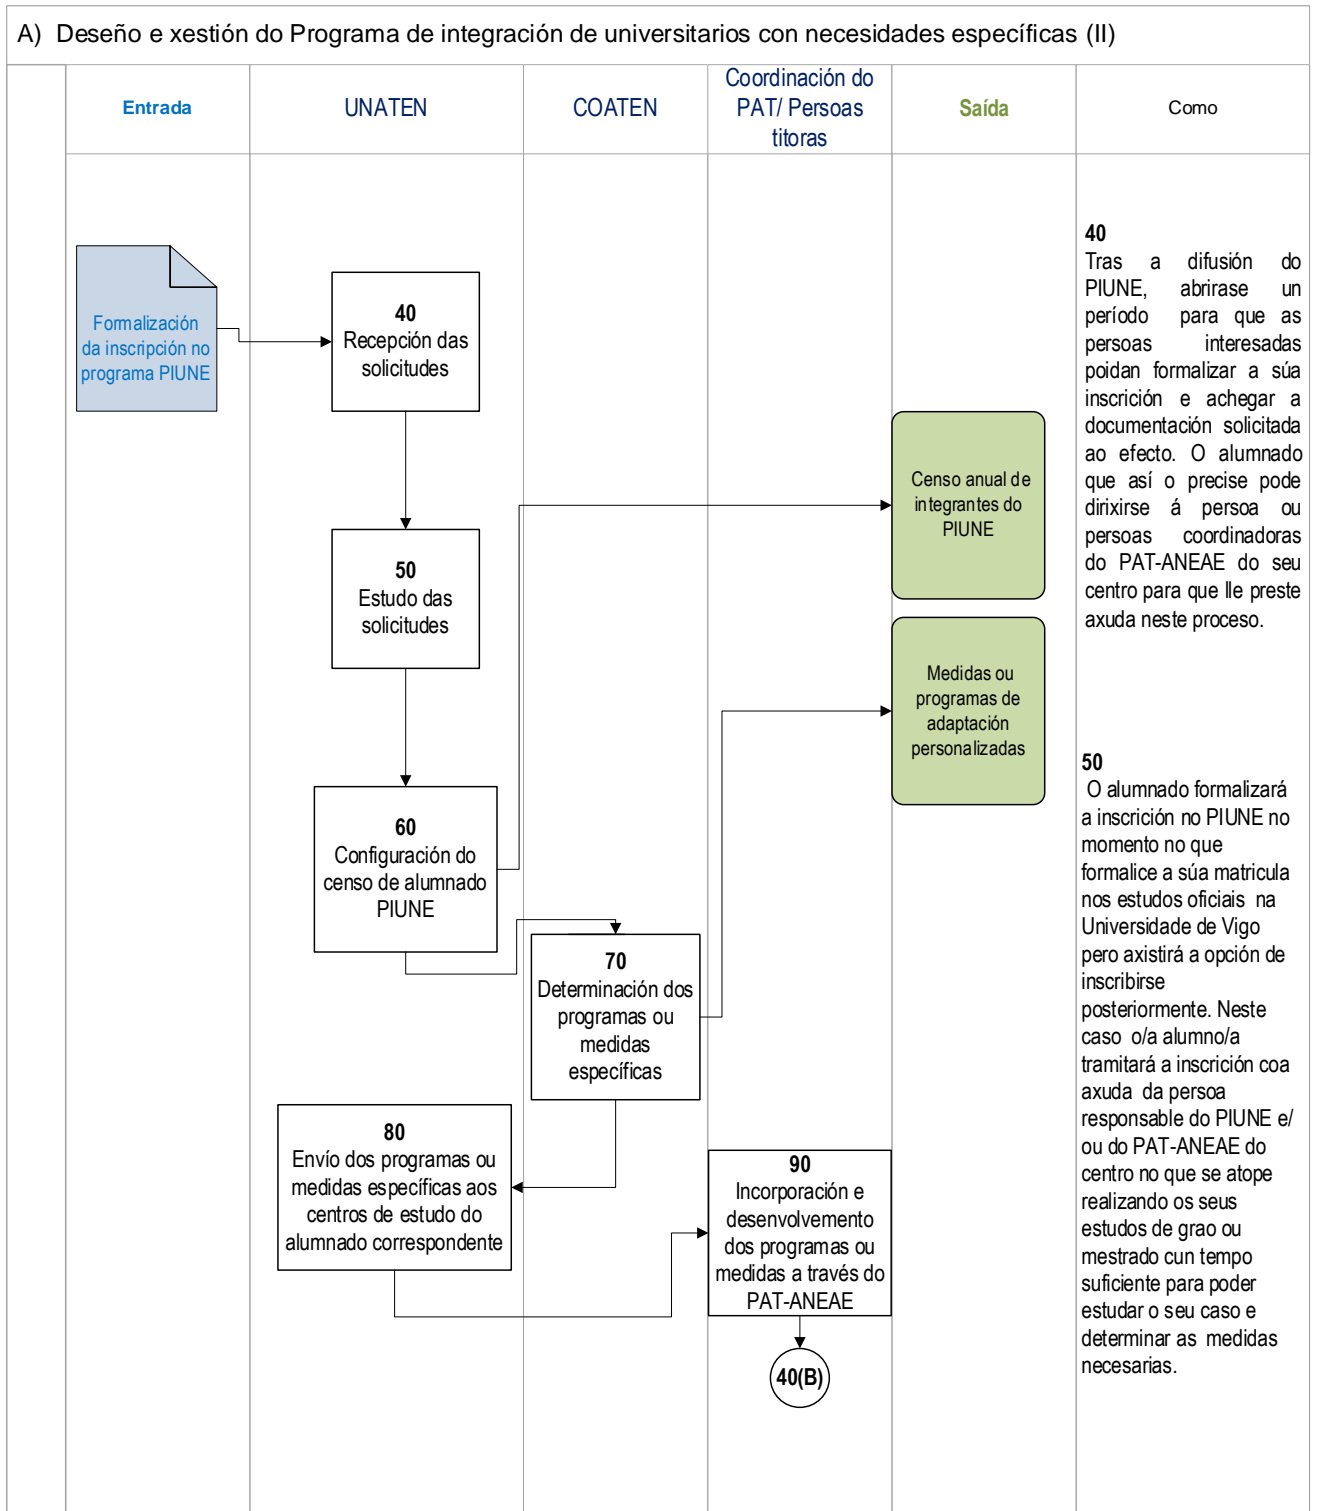 A) Deseño e xestión do Programa de integración de universitarios con necesidades específicas (II)
Entrada
UNATEN
COATEN
Coordinación do
PAT/ Persoas
titoras
Saída
Como
Formalización
da inscripción no
programa PIUNE
40
Recepción das
solicitudes
50
Estudo das
solicitudes
60
Configuración do
censo de alumnado
PIUNE
70
Determinación dos
programas ou
medidas
específicas
80
Envío dos programas ou
medidas específicas aos
centros de estudo do
alumnado correspondente
90
Incorporación e
desenvolvemento
dos programas ou
medidas a través do
PAT-ANEAE
40(B)
Censo anual de
integrantes do
PIUNE
Medidas ou
programas de
adaptación
personalizadas
40
Tras a difusión do
PIUNE, abrirase un
período para que as
persoas interesadas
poidan formalizar a súa
inscrición e achegar a
documentación solicitada
ao efecto. O alumnado
que así o precise pode
dirixirse á persoa ou
persoas coordinadoras
do PAT-ANEAE do seu
centro para que lle preste
axuda neste proceso.
50
O alumnado formalizará
a inscrición no PIUNE no
momento no que
formalice a súa matricula
nos estudos oficiais na
Universidade de Vigo
pero axistirá a opción de
inscribirse
posteriormente. Neste
caso o/a alumno/a
tramitará a inscrición coa
axuda da persoa
responsable do PIUNE e/
ou do PAT-ANEAE do
centro no que se atope
realizando os seus
estudos de grao ou
mestrado cun tempo
suficiente para poder
estudar o seu caso e
determinar as medidas
necesarias.